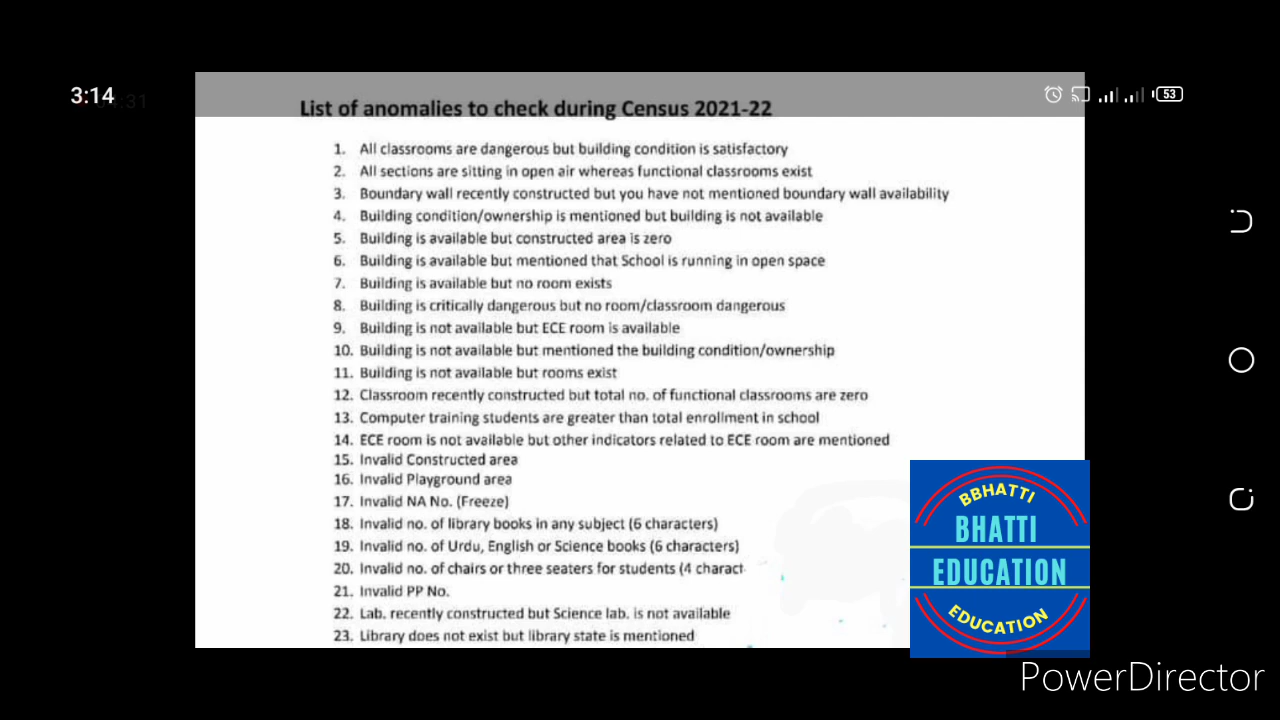 3:14
53
List of anomalies to check during Census 2021-22
1. All classrooms are dangerous but building condition is satisfactory
2. All sections are sitting in open air whereas functional classrooms exist
3. Boundary wall recently constructed but you have not mentioned boundary wall availability
4. Building condition/ownership is mentioned but building is not available
5. Building is available but constructed area is zero
6. Building is available but mentioned that School is running in open space
7. Building is available but no room exists
8. Building is critically dangerous but no room/classroom dangerous
9. Building is not available but ECE room is available
10. Building is not available but mentioned the building condition/ownership
11. Building is not available but rooms exist
12. Classroom recently constructed but total no. of functional classrooms are zero
13. Computer training students are greater than total enrollment in school
14. ECE room is not available but other indicators related to ECE room are mentioned
15. Invalid Constructed area
16. Invalid Playground area
17. Invalid NA No. (Freeze)
18. Invalid no. of library books in any subject (6 characters)
19. Invalid no. of Urdu, English or Science books (6 characters)
20. Invalid no. of chairs or three seaters for students (4 charact
21. Invalid PP No.
22. Lab. recently constructed but Science lab. is not available
23. Library does not exist but library state is mentioned
BBHATTI
BHATTI
EDUCATION
EDUCATION
PowerDirector